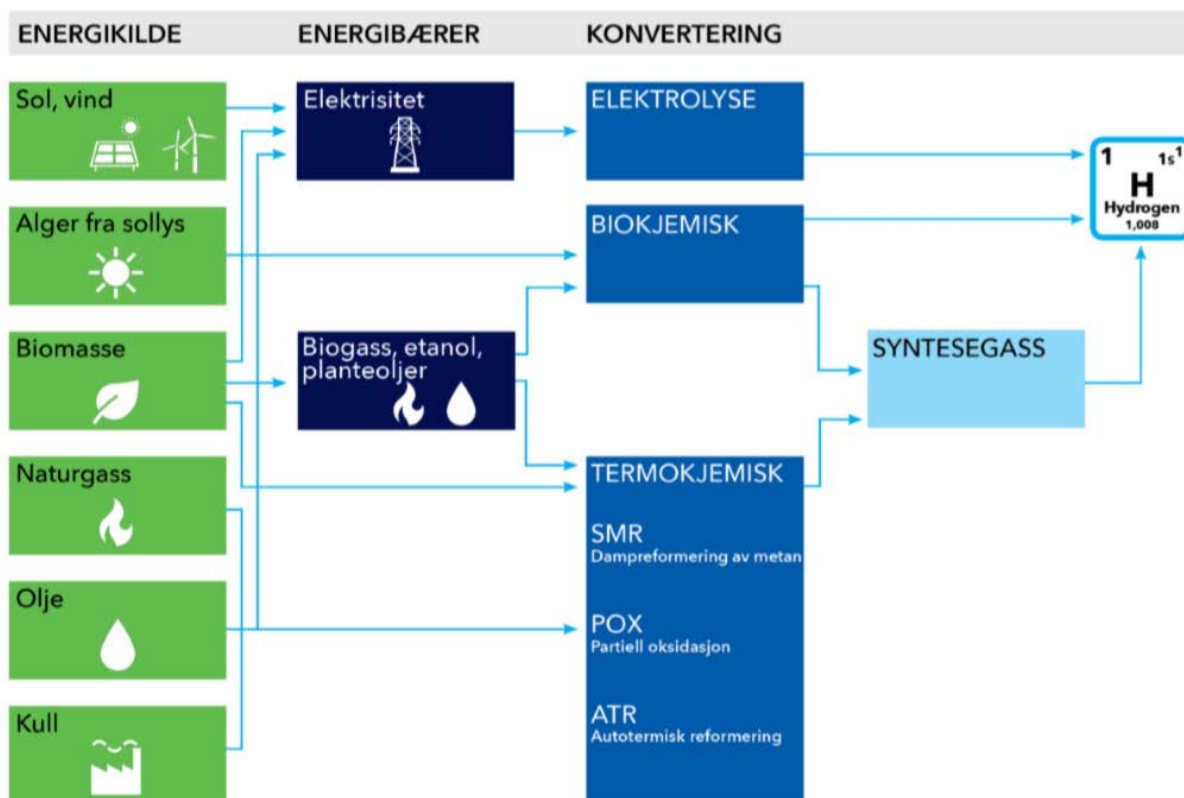 ENERGIKILDE
ENERGIBÆRER
KONVERTERING
Sol, vind
Elektrisitet
ELEKTROLYSE
1
1s¹
H
Hydrogen
1,008
Alger fra sollys
BIOKJEMISK
Biomasse
Biogass, etanol,
planteoljer
SYNTESEGASS
Naturgass
TERMOKJEMISK
SMR
Dampreformering av metan
Olje
POX
Partiell oksidasjon
Kull
ATR
Autotermisk reformering